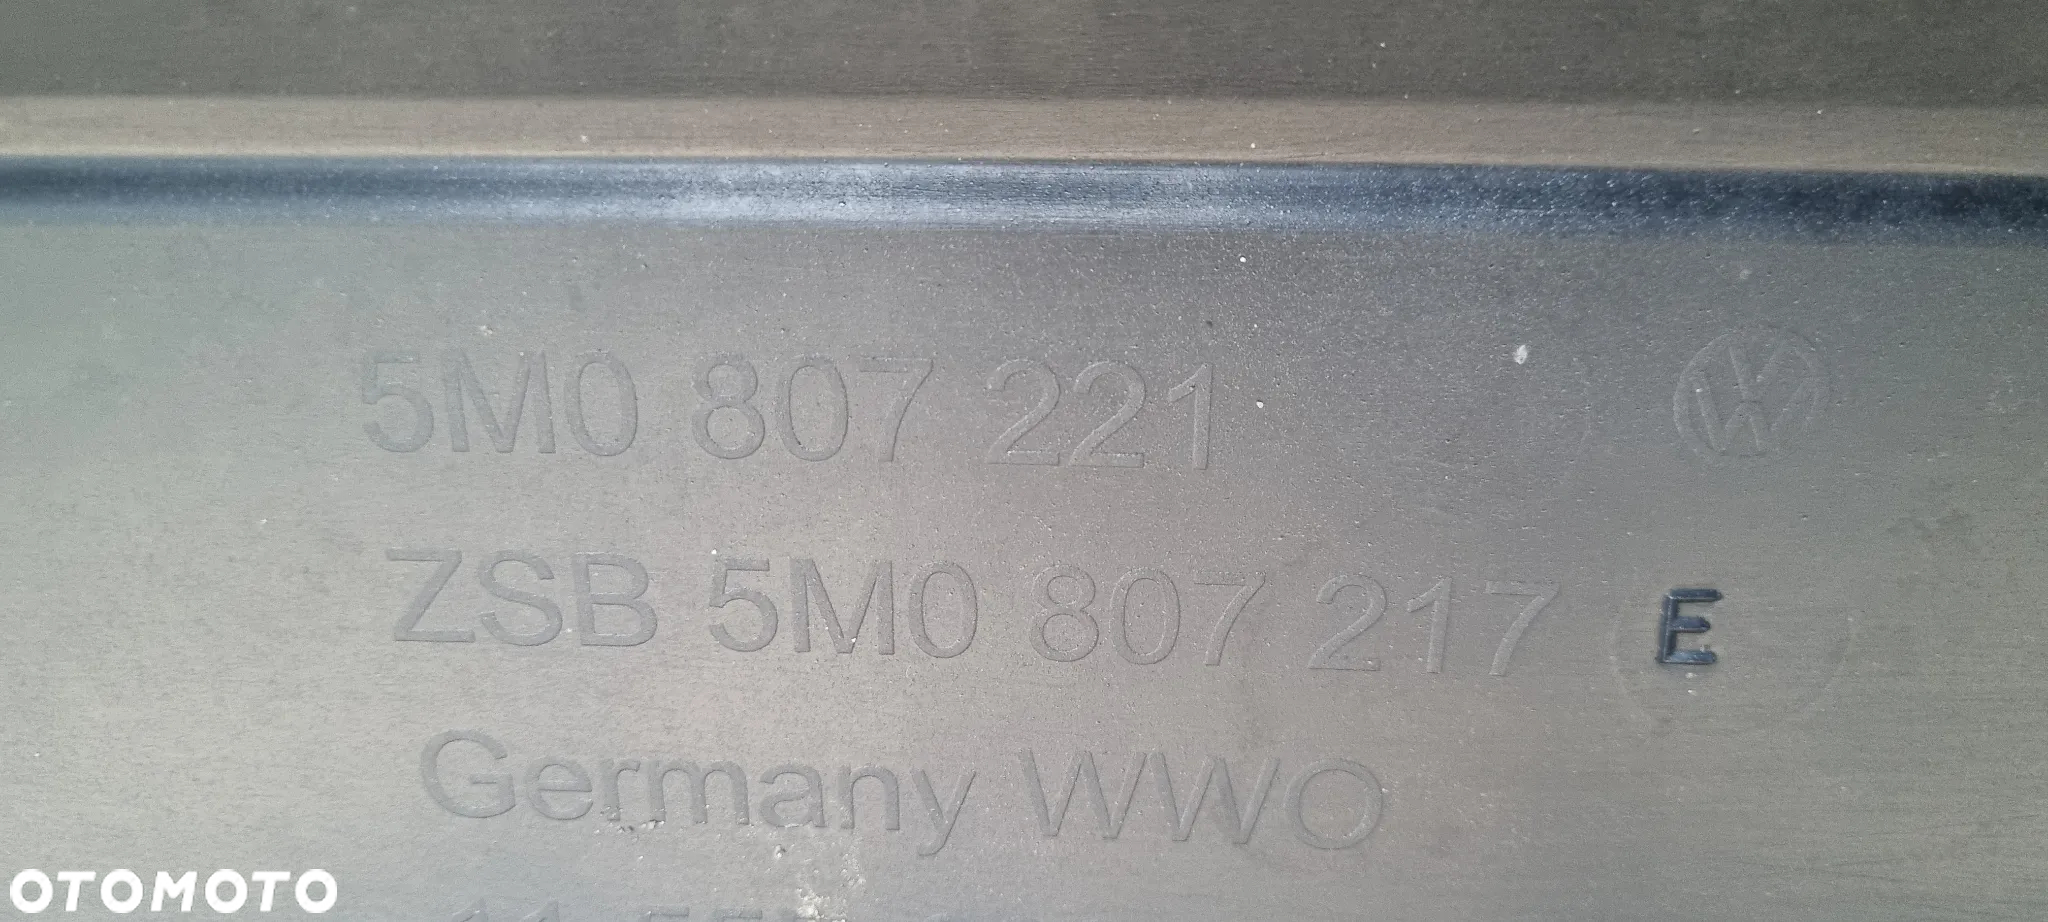 5M0 807 221
ZSB 5M0 807 217 E
Germany WWO
OTOMOTO